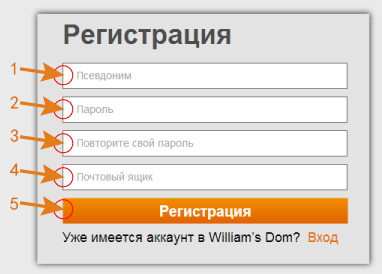 Регистрация
1 Псевдоним
2 Пароль
3 Повторите свой пароль
4 Почтовый ящик
5 Регистрация
Уже имеется аккаунт в William's Dom? Вход